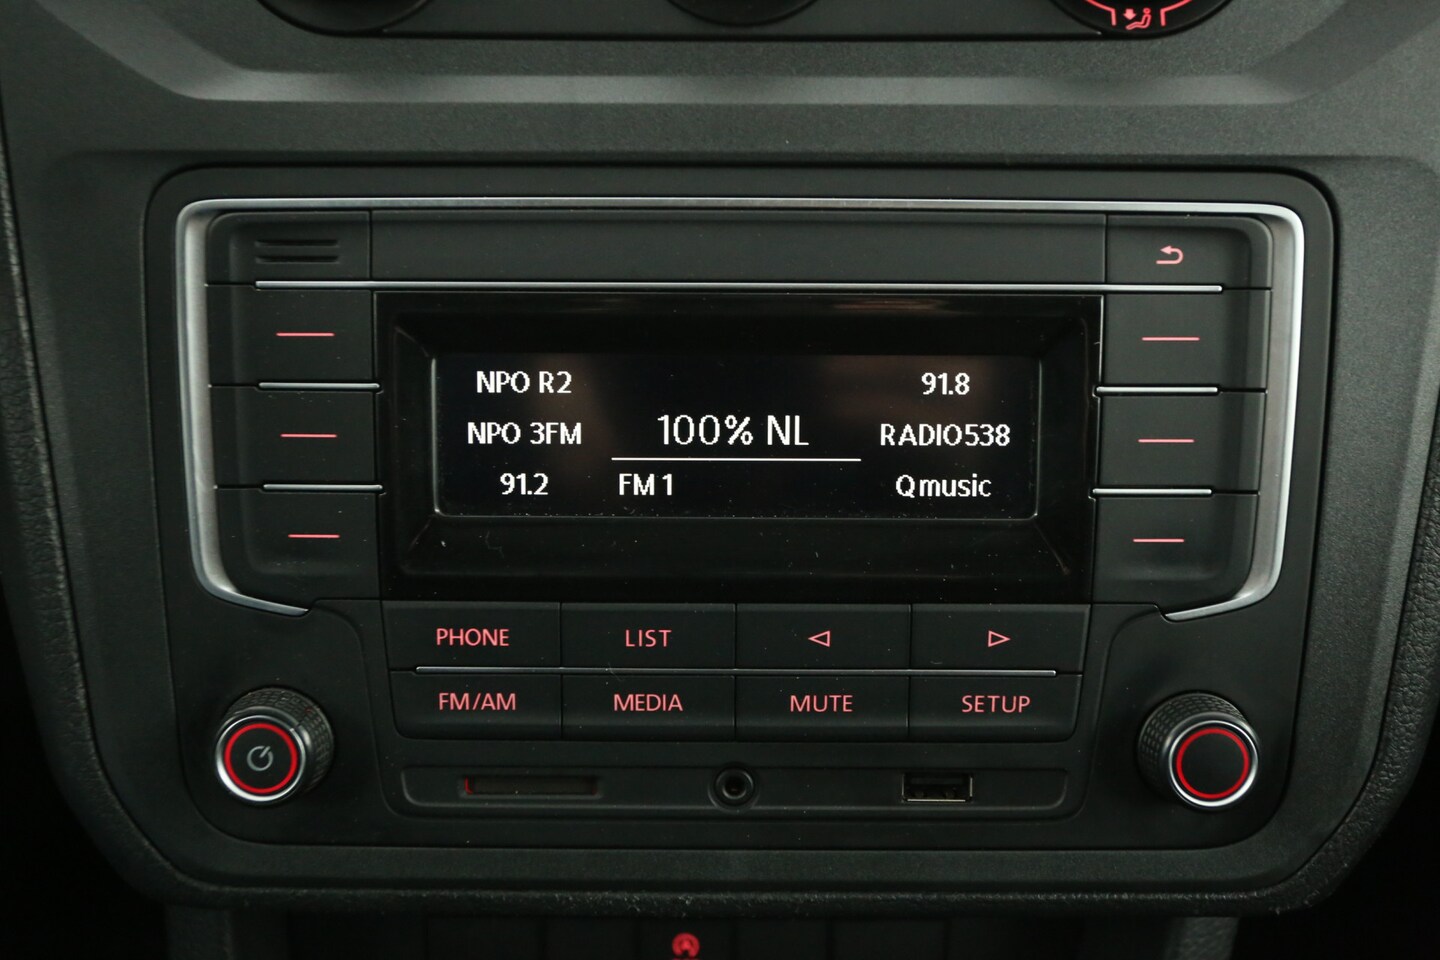 NPO R2
91.8
NPO 3FM
100% NL
RADIO538
91.2
FM 1
Qmusic
PHONE
LIST
FM/AM
MEDIA
MUTE
SETUP